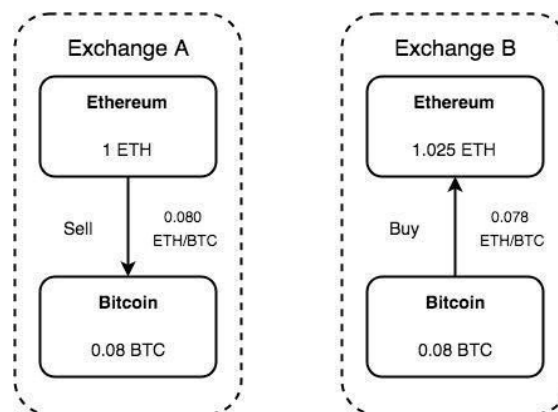 Exchange A
Ethereum
1 ETH
Sell
0.080
ETH/BTC
Bitcoin
0.08 BTC
Exchange B
Ethereum
1.025 ETH
Buy
0.078
ETH/BTC
Bitcoin
0.08 BTC